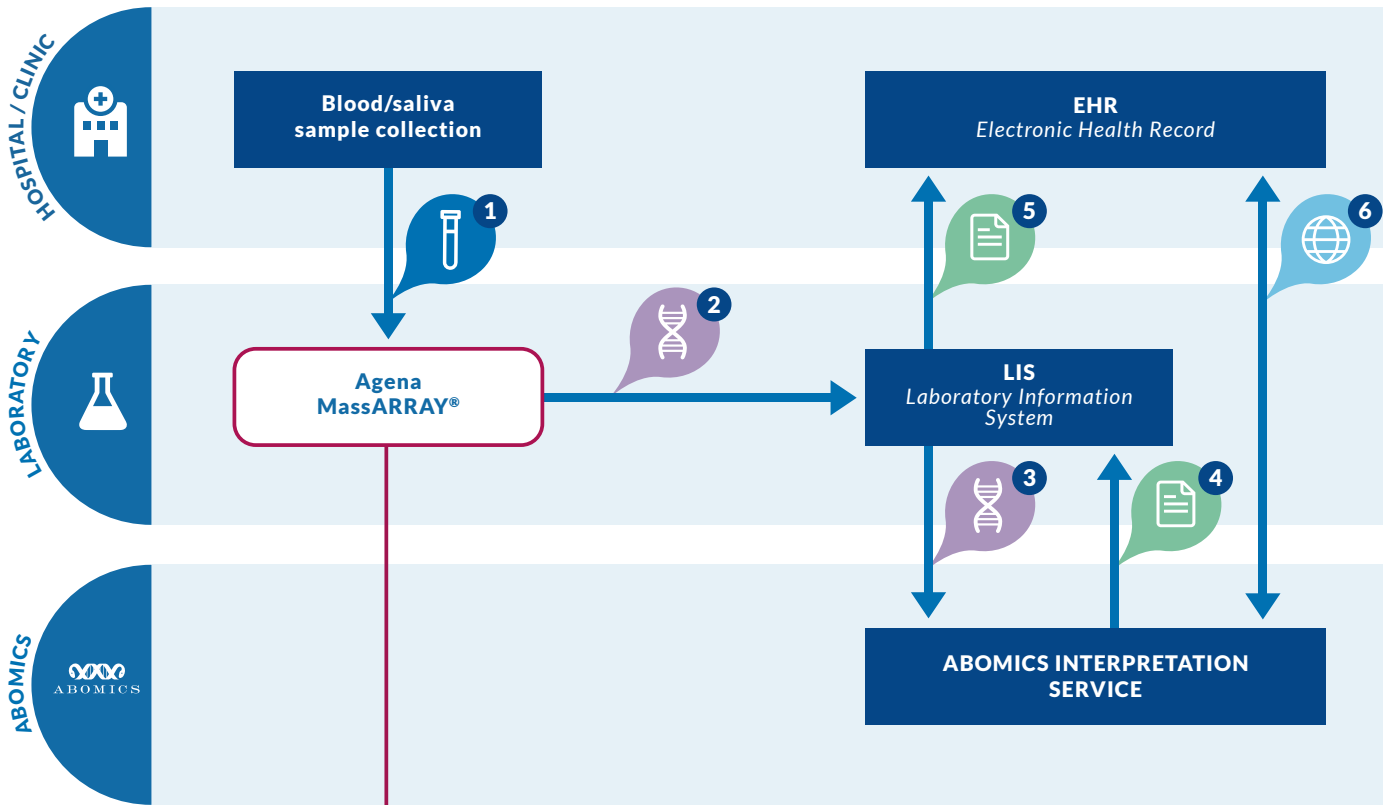 HOSPITAL / CLINIC
Blood/saliva
sample collection
EHR
Electronic Health Record
1
5
6
LABORATORY
2
Agena
MassARRAY®
LIS
Laboratory Information
System
3
4
ABOMICS
ABOMICS
ABOMICS INTERPRETATION
SERVICE